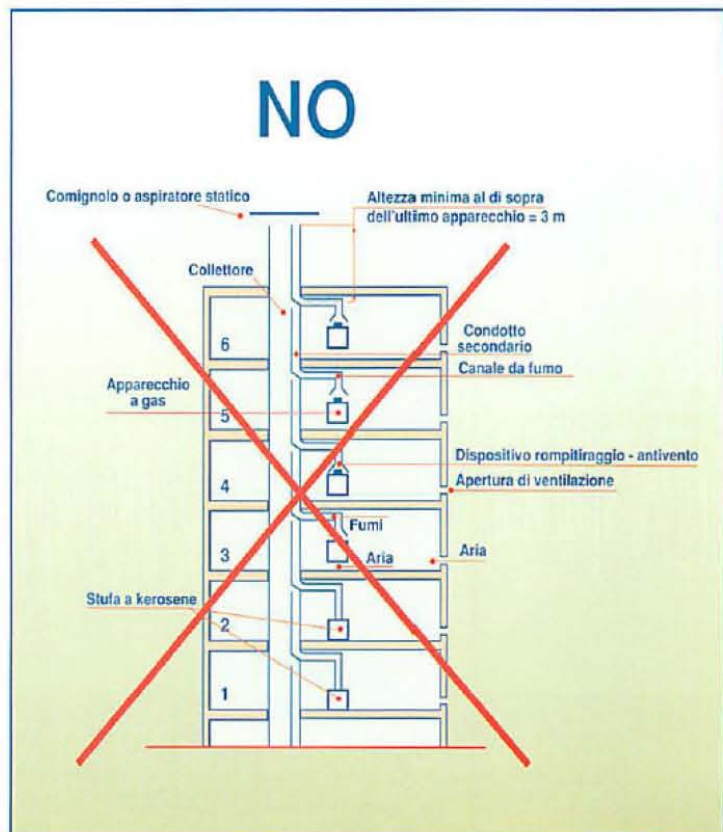 NO
Comignolo o aspiratore statico
Altezza minima al di sopra
dell'ultimo apparecchio = 3 m
Collettore
6
Condotto
secondario
Canale da fumo
Apparecchio
a gas
5
Dispositivo rompitiraggio - antivento
4
Apertura di ventilazione
Fumi
3
Aria
Aria
Stufa a kerosene
2
1